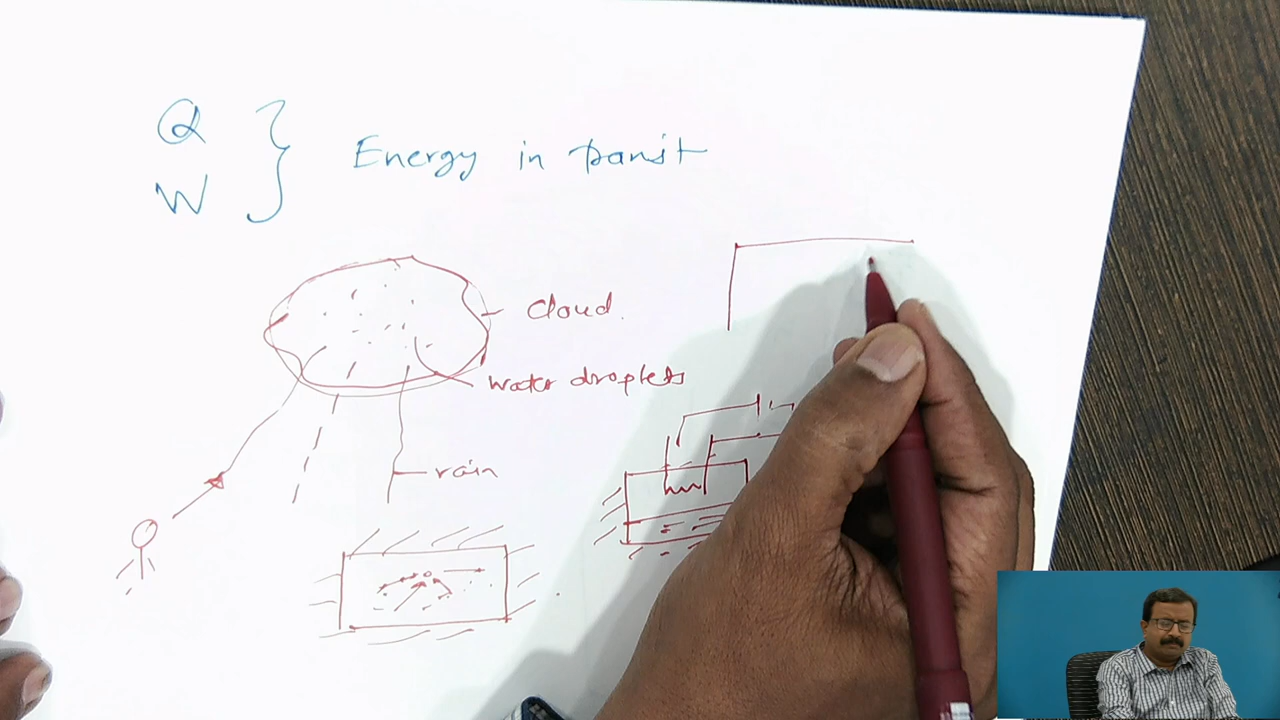 Q
W
Energy in transit
Cloud.
water droplets
rain